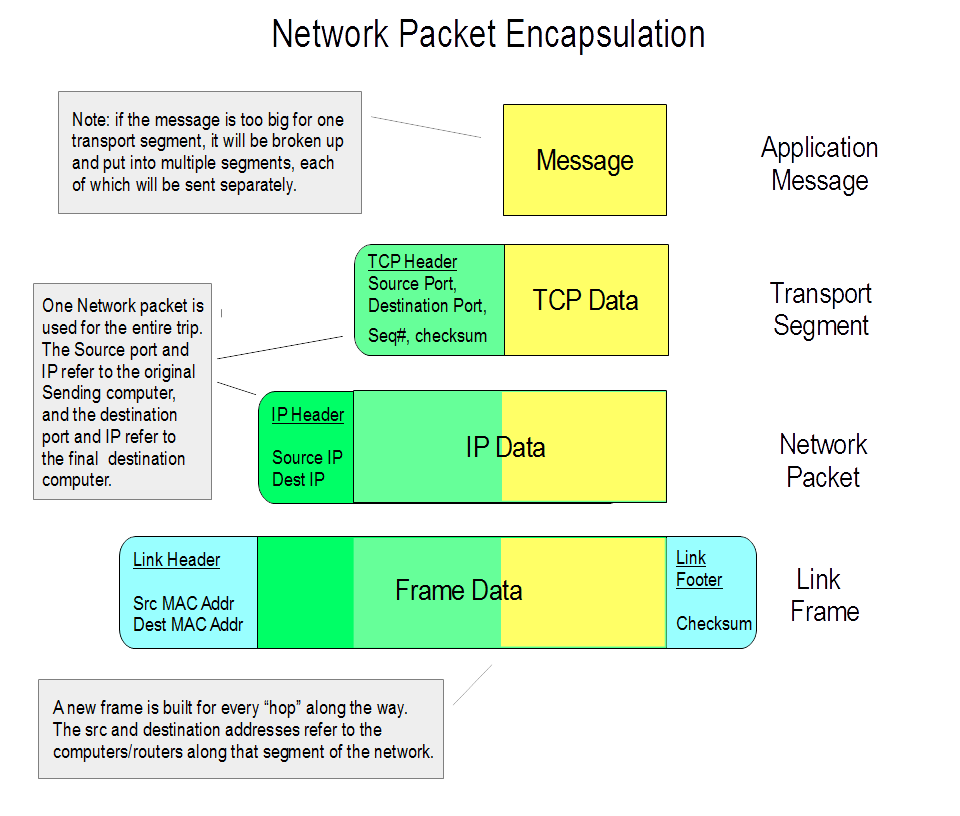 Network Packet Encapsulation
Note: if the message is too big for one
transport segment, it will be broken up
and put into multiple segments, each
of which will be sent separately.
Message
Application
Message
TCP Header
Source Port,
Destination Port,
Seq#, checksum
TCP Data
Transport
Segment
One Network packet is
used for the entire trip.
The Source port and
IP refer to the original
Sending computer,
and the destination
port and IP refer to
the final destination
computer.
IP Header
Source IP
Dest IP
IP Data
Network
Packet
Link Header
Src MAC Addr
Dest MAC Addr
Frame Data
Link
Footer
Checksum
Link
Frame
A new frame is built for every “hop” along the way.
The src and destination addresses refer to the
computers/routers along that segment of the network.